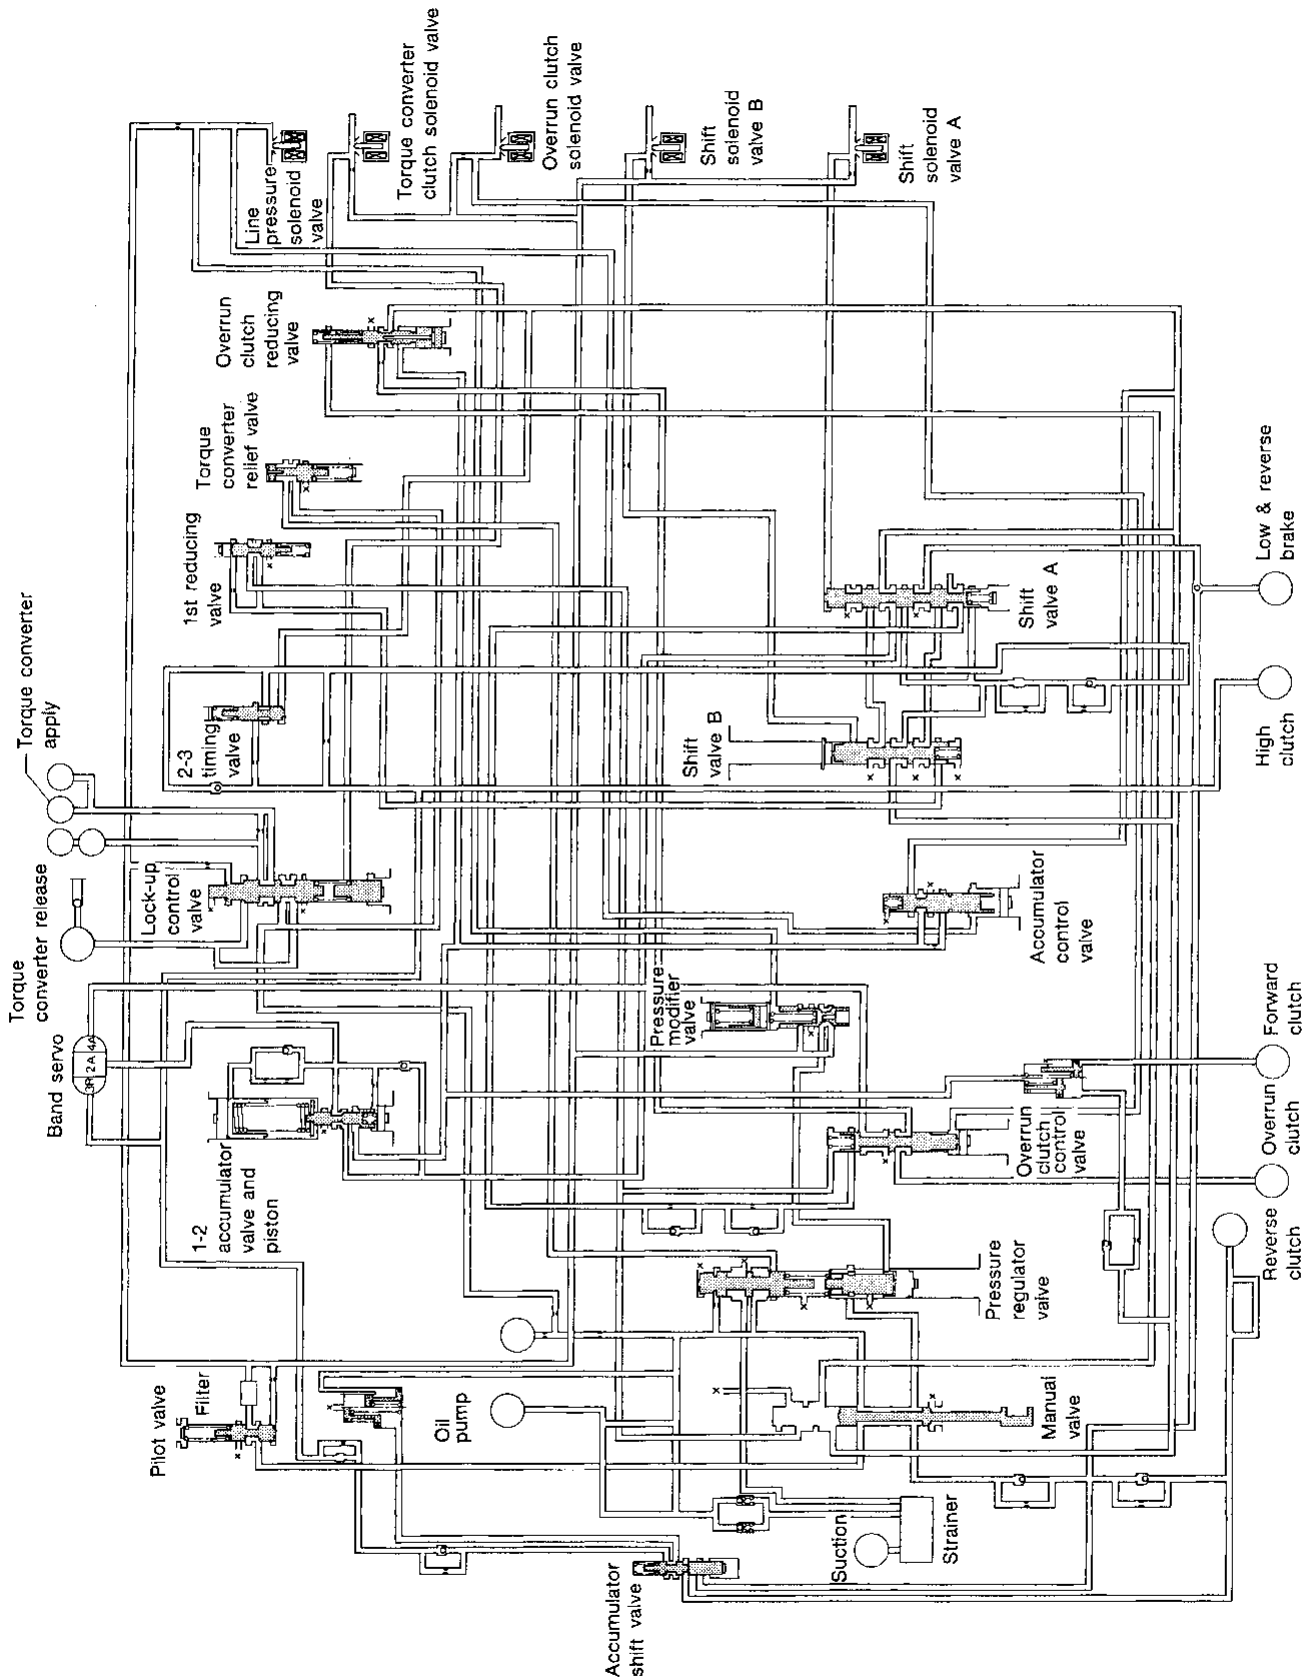 Torque
converter release
Torque converter
apply
Band servo
3R 2A 4A
Pilot valve
Filter
1-2
accumulator
valve and
piston
Lock-up
control
valve
2-3
timing
valve
1st reducing
valve
Torque
converter
relief valve
Overrun
clutch
reducing
valve
Line
pressure
solenoid
valve
Torque converter
clutch solenoid valve
Overrun clutch
solenoid valve
Shift
solenoid
valve B
Shift
solenoid
valve A
Oil
pump
Accumulator
shift valve
Suction
Strainer
Manual
valve
Pressure
regulator
valve
Pressure
modifier
valve
Overrun
clutch
control
valve
Accumulator
control
valve
Shift
valve B
Shift
valve A
Reverse
clutch
Overrun
clutch
Forward
clutch
High
clutch
Low & reverse
brake